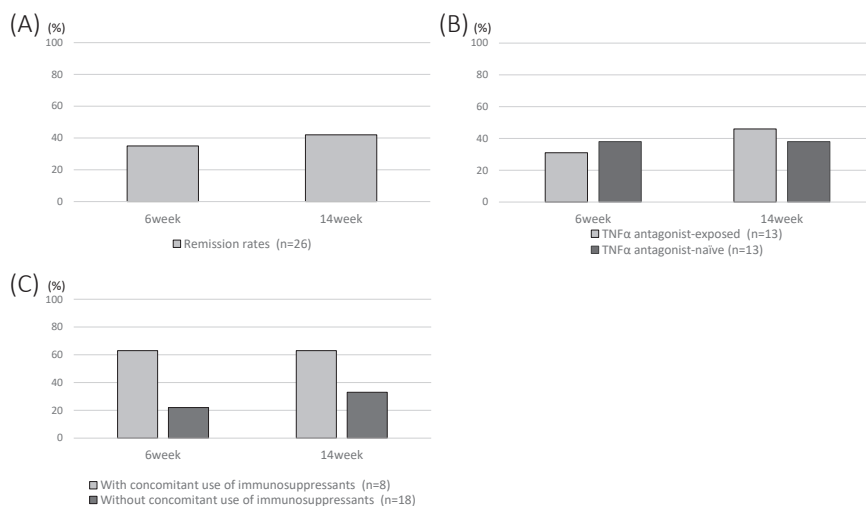 (A) (%)
100
80
60
40
20
0
6week 14week
Remission rates (n=26)
(B) (%)
100
80
60
40
20
0
6week 14week
TNFα antagonist-exposed (n=13)
TNFα antagonist-naïve (n=13)
(C) (%)
100
80
60
40
20
0
6week 14week
With concomitant use of immunosuppressants (n=8)
Without concomitant use of immunosuppressants (n=18)